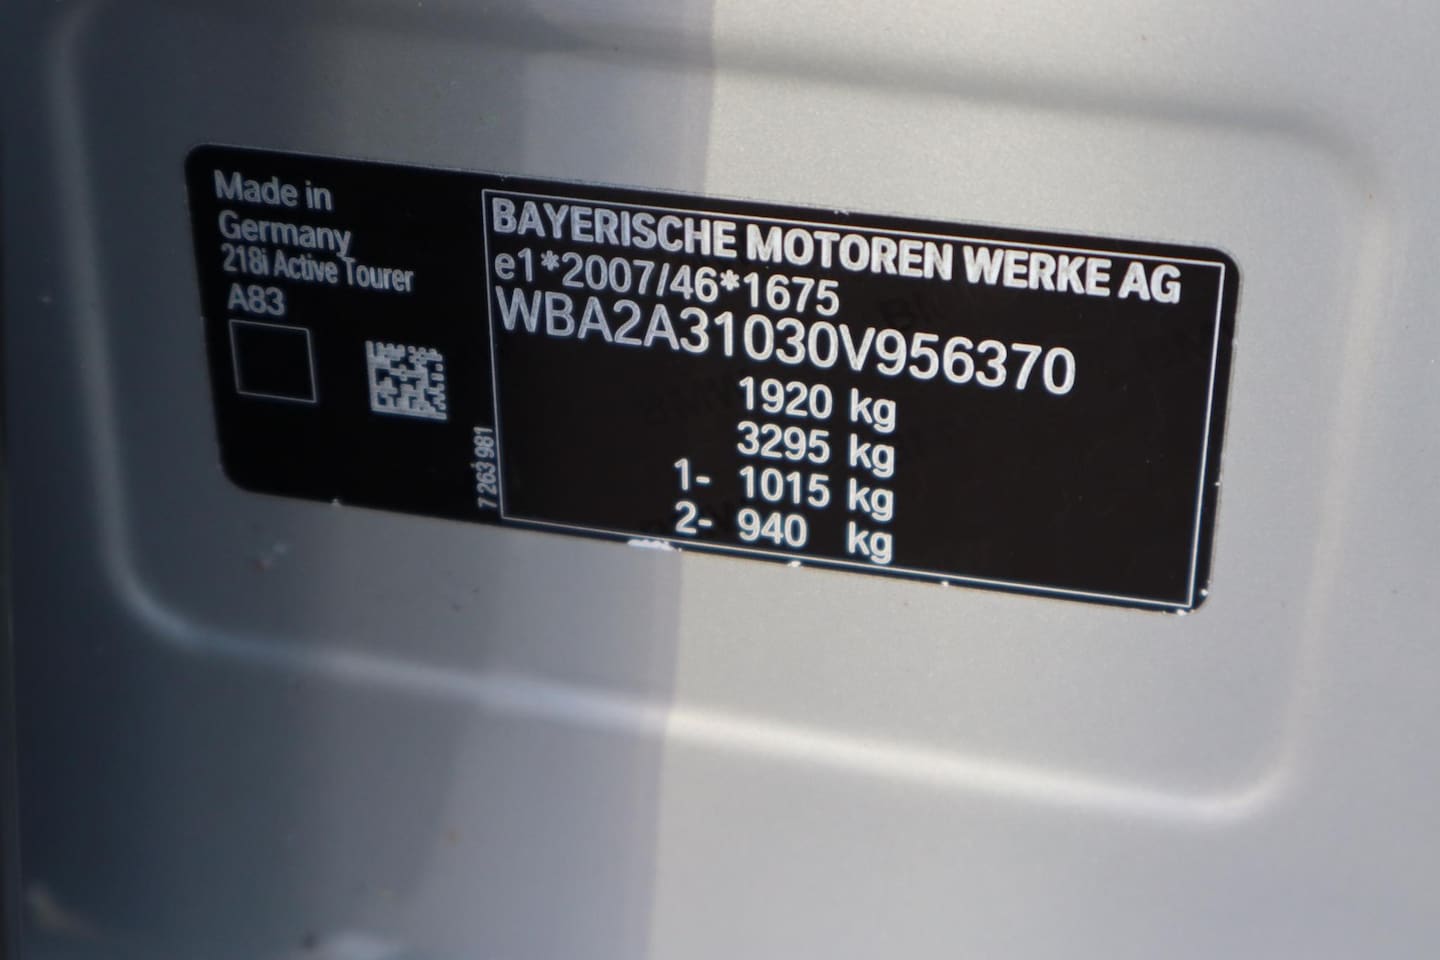 Made in
Germany
218i Active Tourer
A83
7 263 981
BAYERISCHE MOTOREN WERKE AG
e1*2007/46*1675
WBA2A31030V956370
1920 kg
3295 kg
1- 1015 kg
2- 940 kg